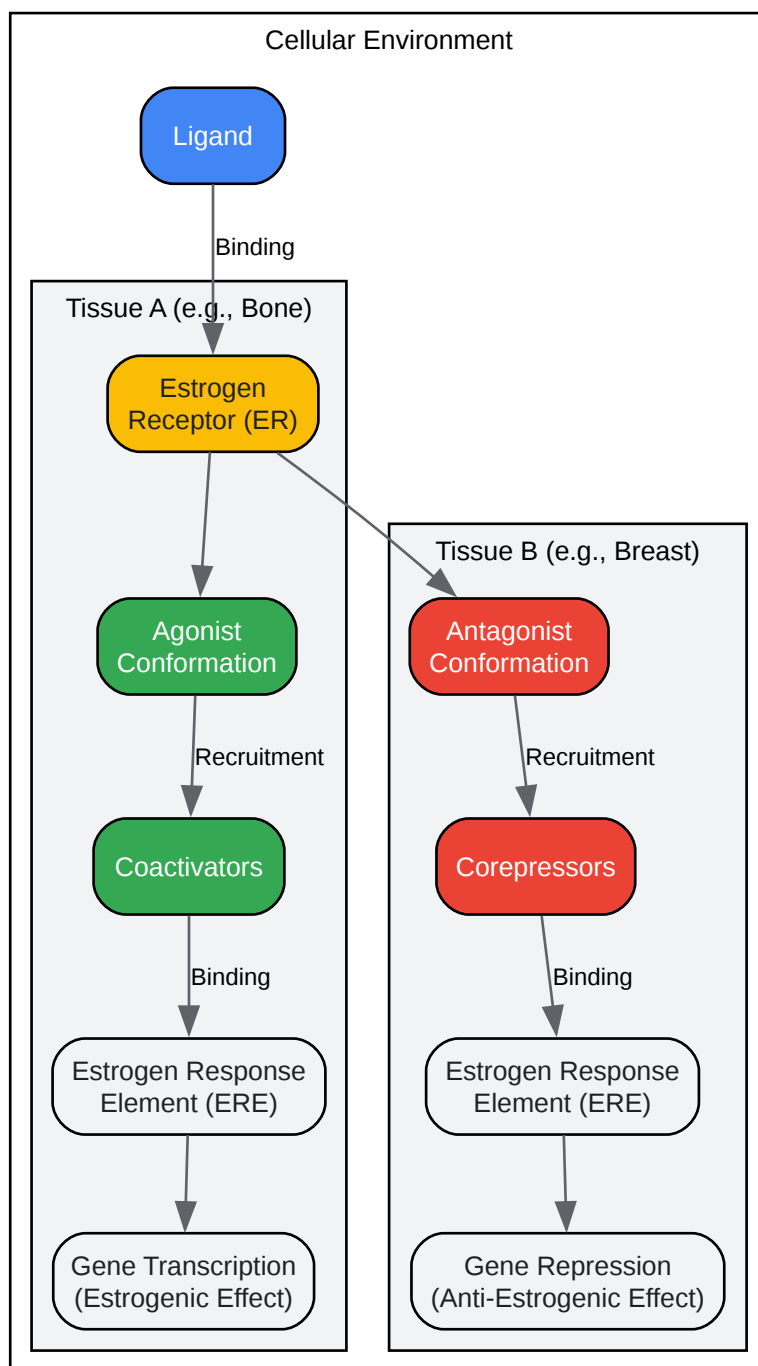 Cellular Environment
Ligand
Binding
Tissue A (e.g., Bone)
Estrogen
Receptor (ER)
Tissue B (e.g., Breast)
Agonist
Conformation
Antagonist
Conformation
Recruitment
Recruitment
Coactivators
Corepressors
Binding
Binding
Estrogen Response
Element (ERE)
Estrogen Response
Element (ERE)
Gene Transcription
(Estrogenic Effect)
Gene Repression
(Anti-Estrogenic Effect)